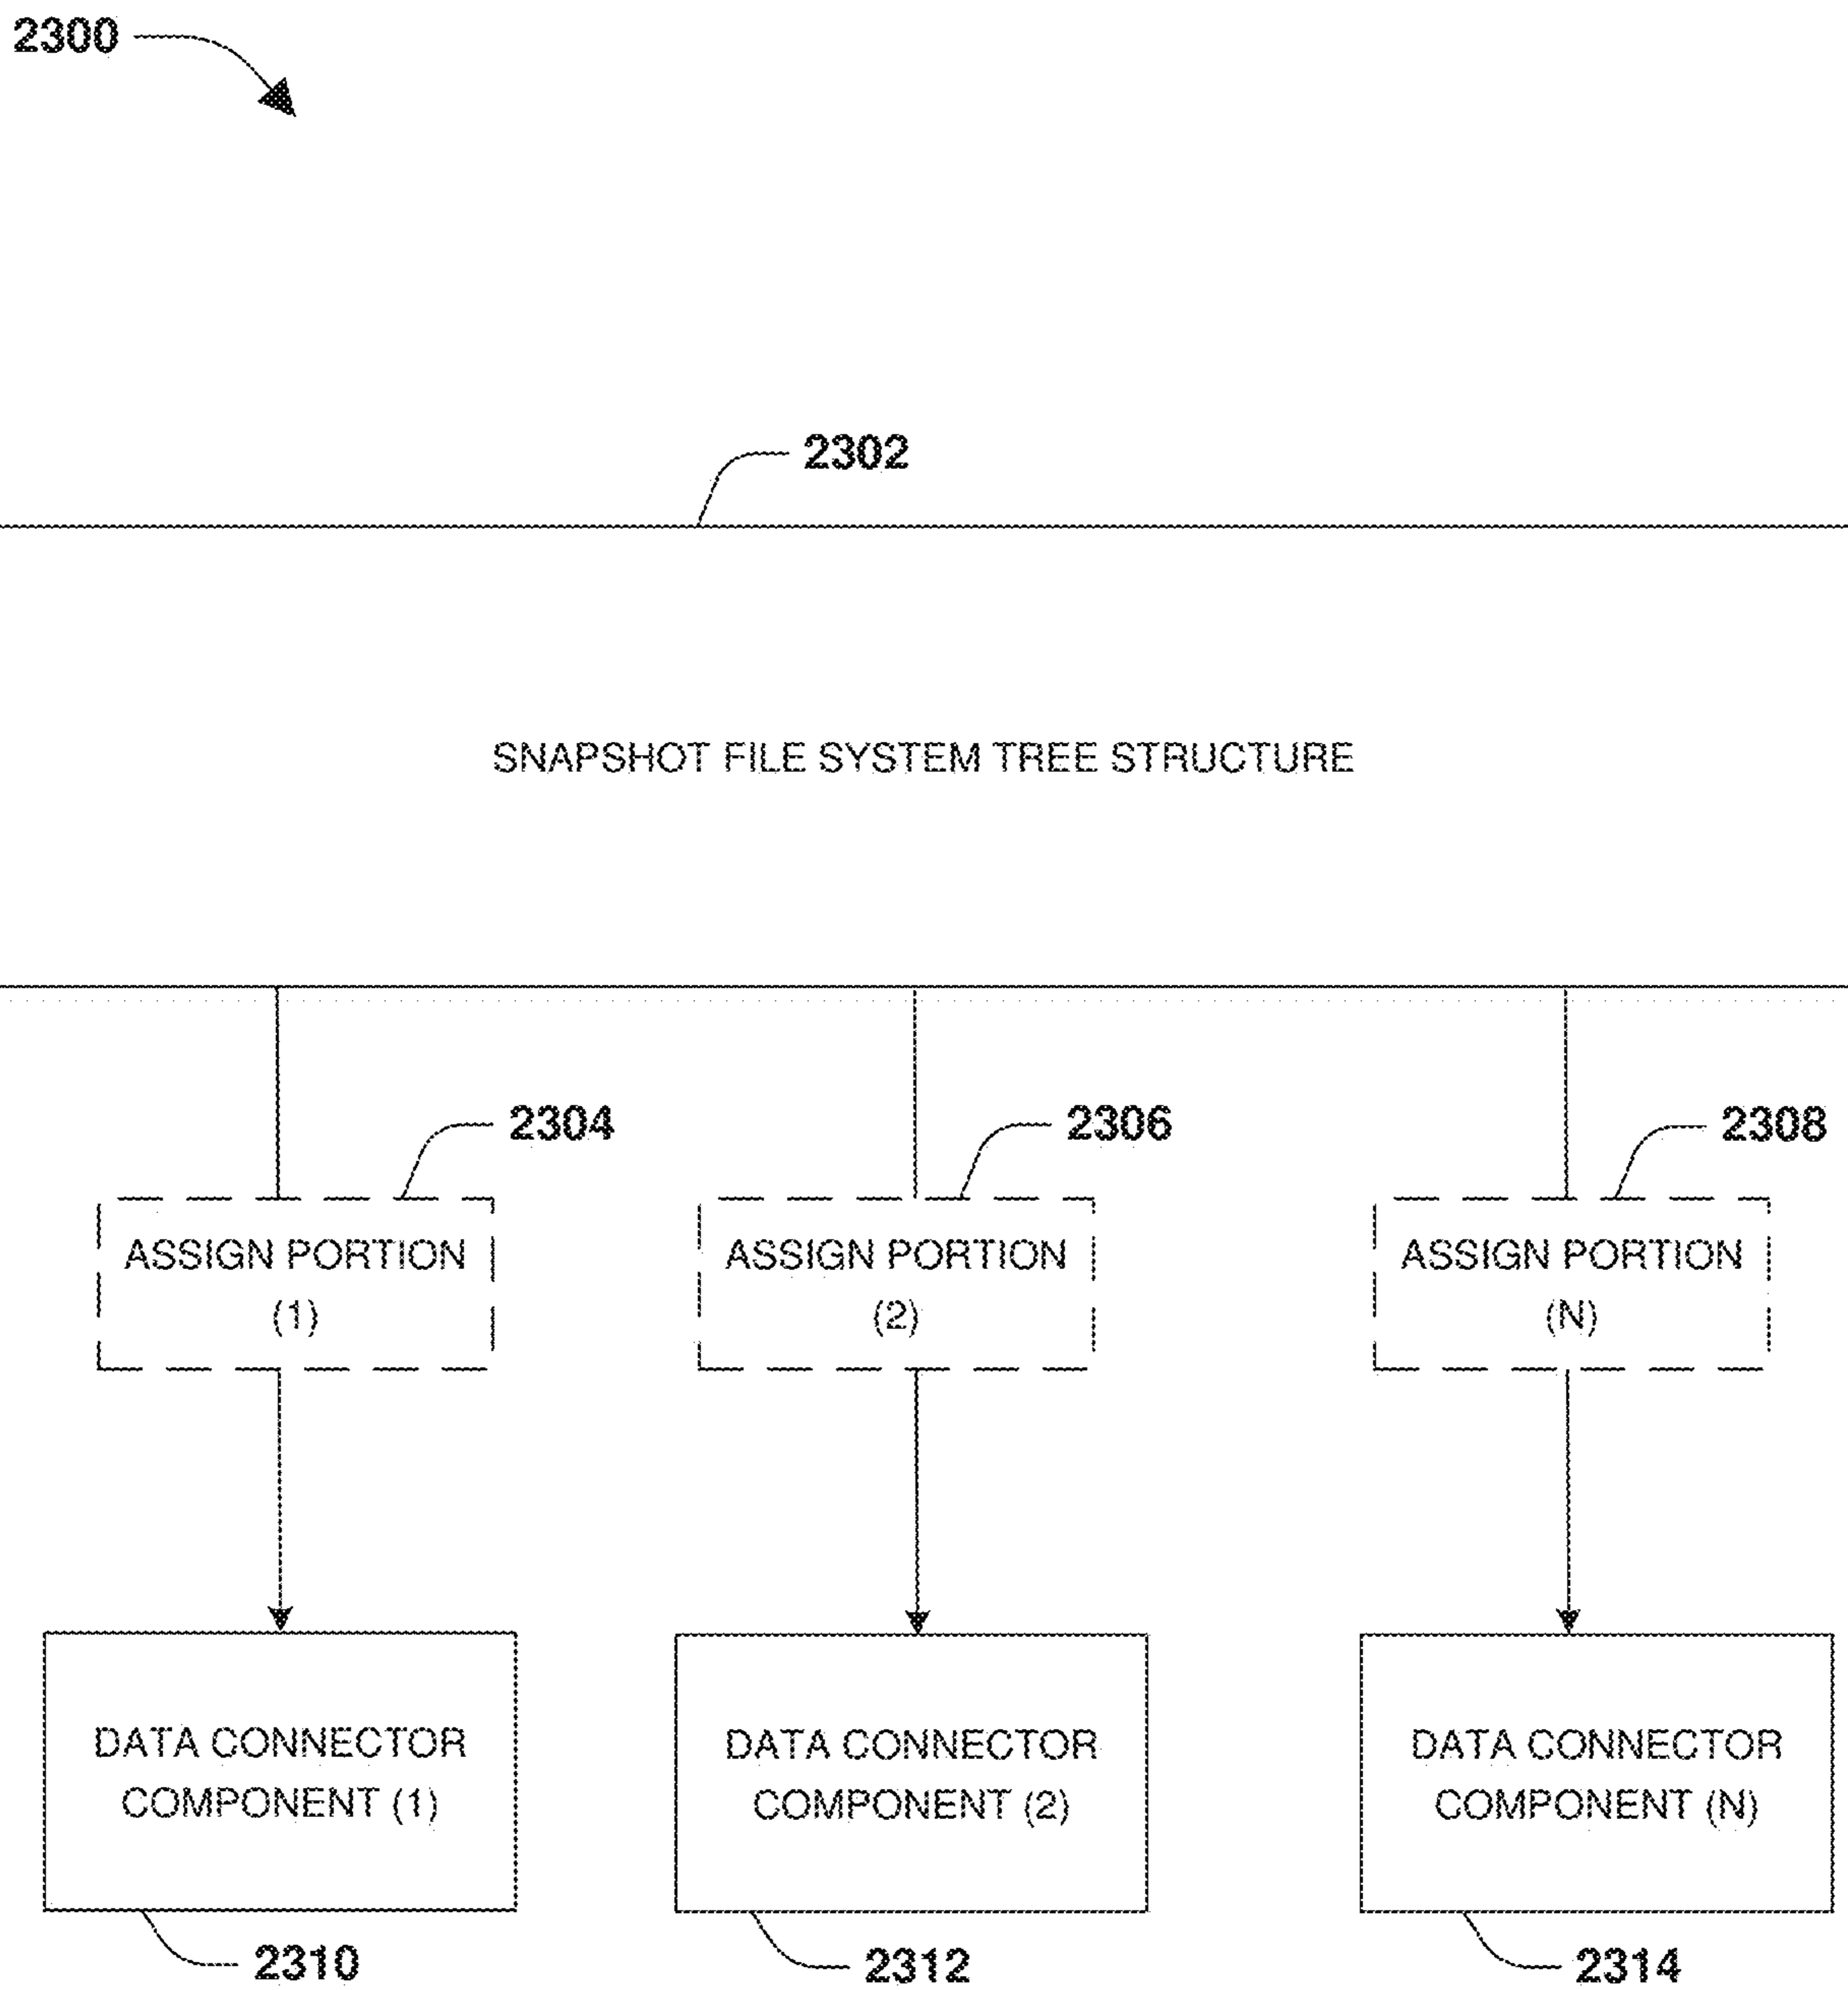 2300
2302
SNAPSHOT FILE SYSTEM TREE STRUCTURE
2304
2306
2308
ASSIGN PORTION
(1)
ASSIGN PORTION
(2)
ASSIGN PORTION
(N)
DATA CONNECTOR
COMPONENT (1)
DATA CONNECTOR
COMPONENT (2)
DATA CONNECTOR
COMPONENT (N)
2310
2312
2314